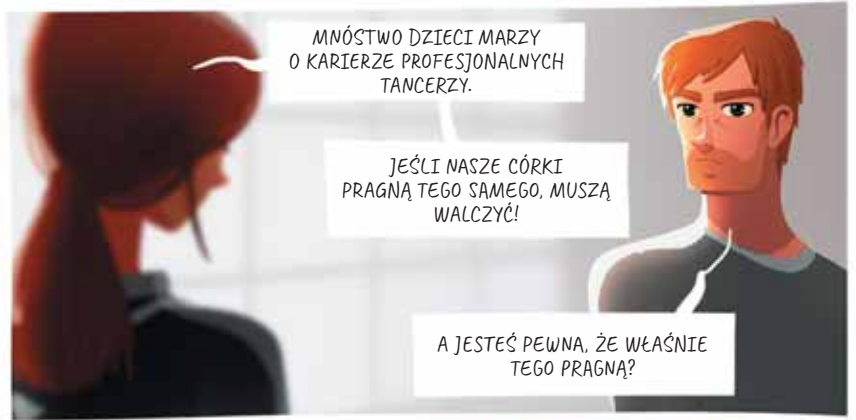 MNÓSTWO DZIECI MARZY
O KARIERZE PROFESJONALNYCH
TANCERZY.
JEŚLI NASZE CÓRKI
PRAGNĄ TEGO SAMEGO, MUSZĄ
WALCZYĆ!
A JESTEŚ PEWNA, ŻE WŁAŚNIE
TEGO PRAGNĄ?